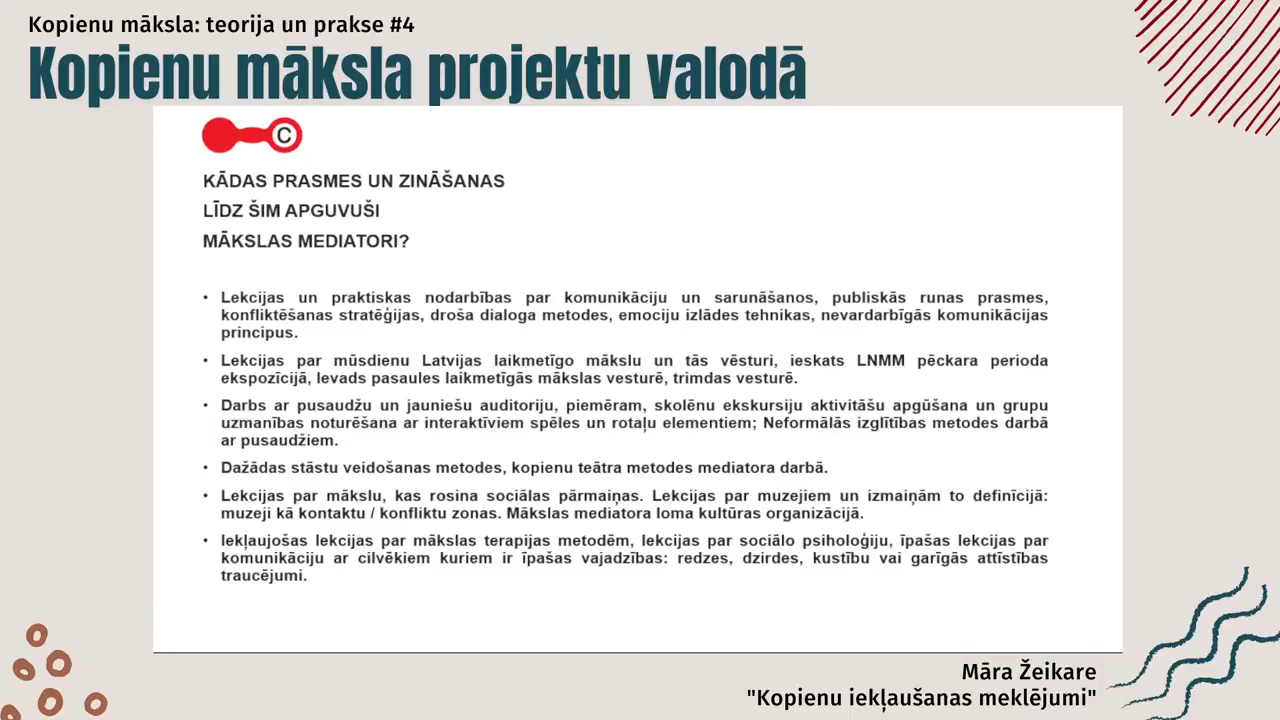 Kopienu māksla: teorija un prakse #4
Kopienu māksla projektu valodā
C
KĀDAS PRASMES UN ZINĀŠANAS
LĪDZ ŠIM APGUVUŠI
MĀKSLAS MEDIATORI?
• Lekcijas un praktiskas nodarbības par komunikāciju un sarunāšanos, publiskās runas prasmes,
konfliktēšanas stratēģijas, droša dialoga metodes, emociju izlādes tehnikas, nevardarbīgās komunikācijas
principus.
• Lekcijas par mūsdienu Latvijas laikmetīgo mākslu un tās vēsturi, ieskats LNMM pēckara perioda
ekspozīcijā, levads pasaules laikmetīgās mākslas vesturē, trimdas vesturē.
• Darbs ar pusaudžu un jauniešu auditoriju, piemēram, skolēnu ekskursiju aktivitāšu apgūšana un grupu
uzmanības noturēšana ar interaktīviem spēles un rotaļu elementiem; Neformālās izglītības metodes darbā
ar pusaudžiem.
• Dažādas stāstu veidošanas metodes, kopienu teātra metodes mediatora darbā.
• Lekcijas par mākslu, kas rosina sociālas pārmaiņas. Lekcijas par muzejiem un izmaiņām to definīcijā:
muzeji kā kontaktu / konfliktu zonas. Mākslas mediatora loma kultūras organizācijā.
• Iekļaujošas lekcijas par mākslas terapijas metodēm, lekcijas par sociālo psiholoģiju, īpašas lekcijas par
komunikāciju ar cilvēkiem kuriem ir īpašas vajadzības: redzes, dzirdes, kustību vai garīgās attīstības
traucējumi.
Māra Žeikare
"Kopienu iekļaušanas meklējumi"